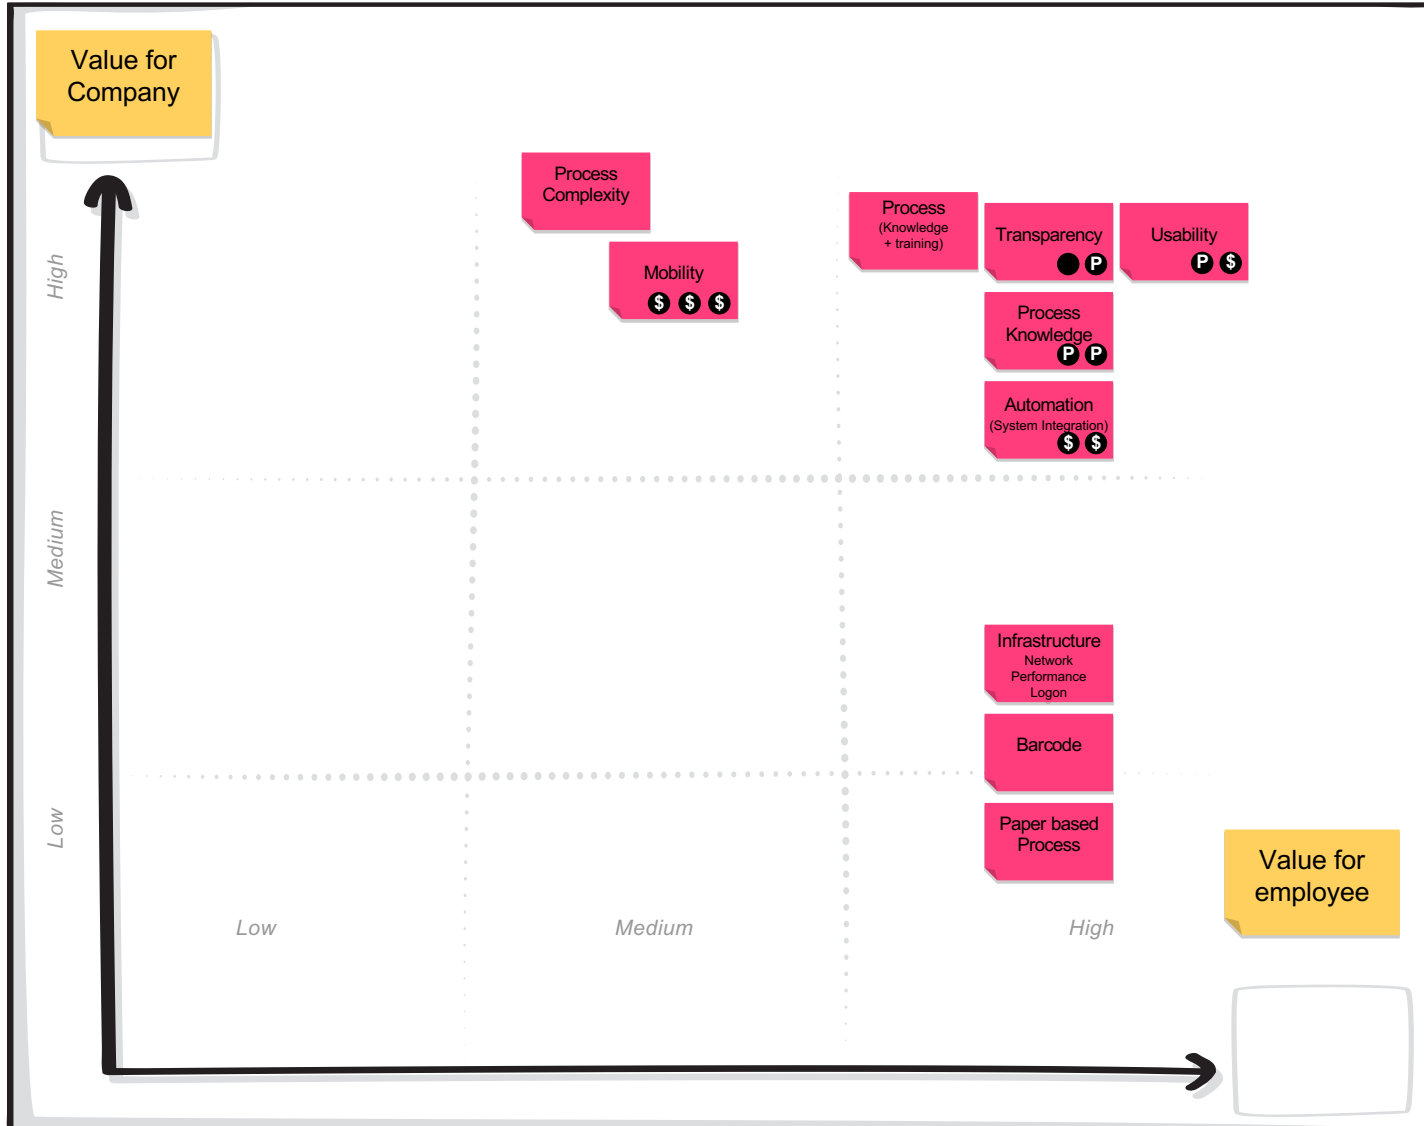 Value for
Company
High
Medium
Low
Process
Complexity
Mobility
$ $ $
Process
(Knowledge
+ training)
Transparency
P
Usability
P $
Process
Knowledge
P P
Automation
(System Integration)
$ $
Infrastructure
Network
Performance
Logon
Barcode
Paper based
Process
Value for
employee
Low
Medium
High